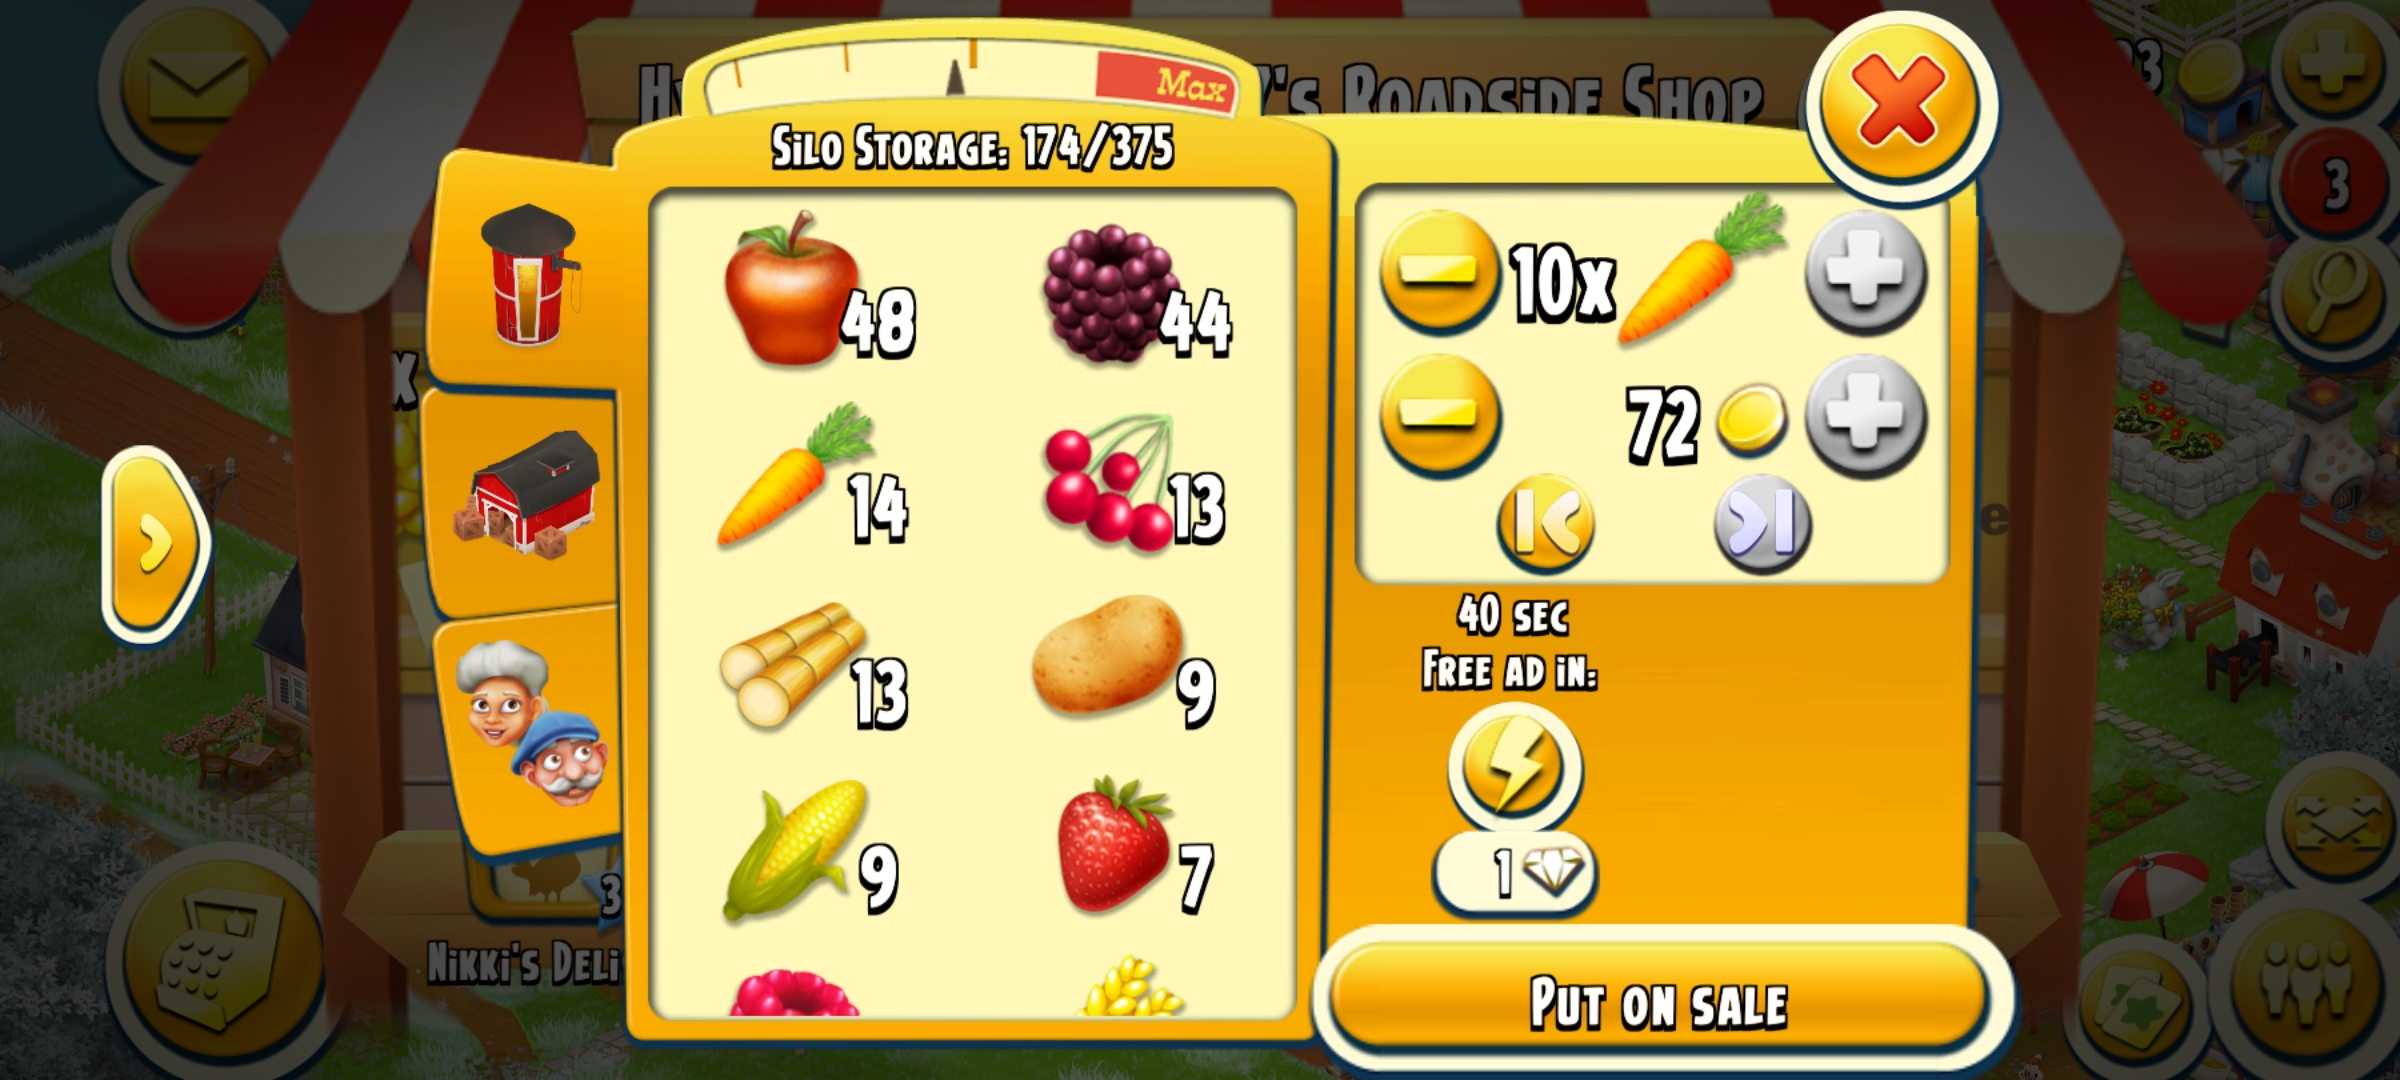 's Roadside Shop
Max
Silo Storage: 174/375
3
48
44
10x
14
13
72
13
9
40 sec
Free ad in:
9
7
1
3
Nikki's Deli
Put on sale